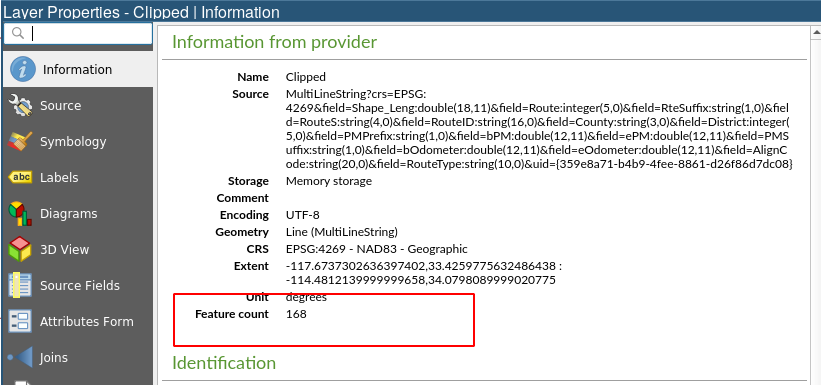 Layer Properties - Clipped | Information
Information
Source
Symbology
Labels
abc
Diagrams
3D View
Source Fields
Attributes Form
Joins
Information from provider
Name Clipped
Source MultiLineString?crs=EPSG:
4269&field=Shape_Leng:double(18,11)&field=Route:integer(5,0)&field=RteSuffix:string(1,0)&fiel
d=RouteS:string(4,0)&field=RouteID:string(16,0)&field=County:string(3,0)&field=District:integer(
5,0)&field=PMPrefix:string(1,0)&field=bPM:double(12,11)&field=ePM:double(12,11)&field=PMS
uffix:string(1,0)&field=bOdometer:double(12,11)&field=eOdometer:double(12,11)&field=AlignC
ode:string(20,0)&field=RouteType:string(10,0)&uid={359e8a71-b4b9-4fee-8861-d26f86d7dc08}
Storage Memory storage
Comment
Encoding UTF-8
Geometry Line (MultiLineString)
CRS EPSG:4269 - NAD83 - Geographic
Extent -117.6737302636397402,33.4259775632486438 :
-114.4812139999999658,34.0798089999020775
Unit degrees
Feature count 168
Identification